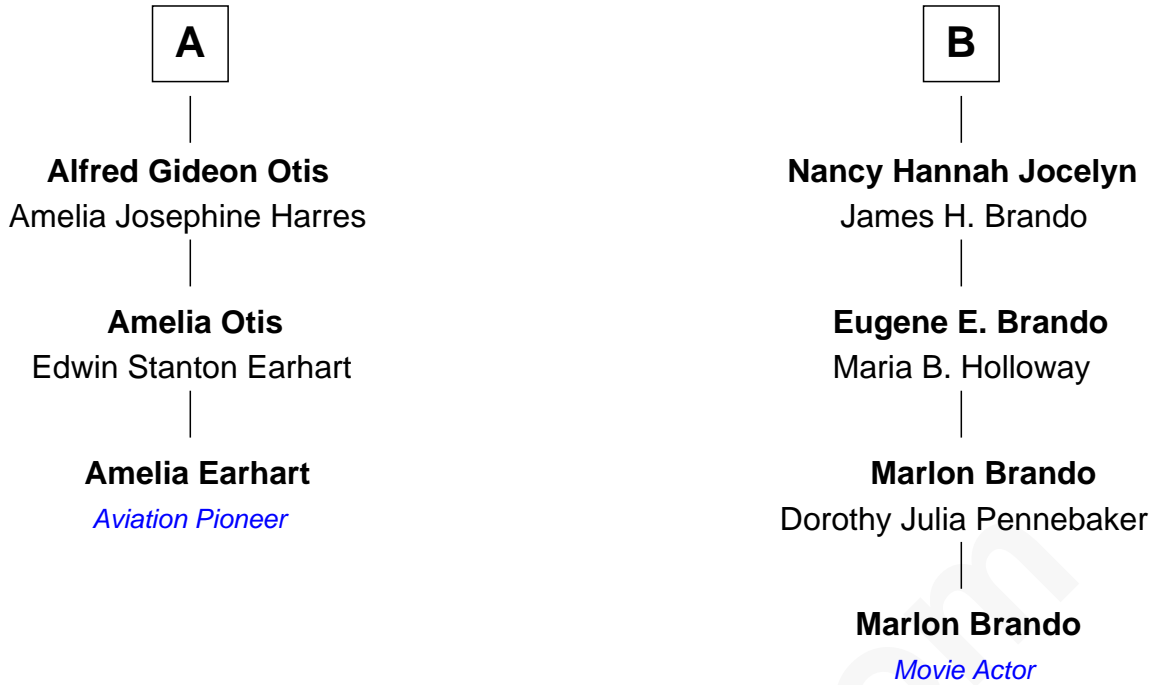 A
Alfred Gideon Otis
Amelia Josephine Harres
Amelia Otis
Edwin Stanton Earhart
Amelia Earhart
Aviation Pioneer
B
Nancy Hannah Jocelyn
James H. Brando
Eugene E. Brando
Maria B. Holloway
Marlon Brando
Dorothy Julia Pennebaker
Marlon Brando
Movie Actor